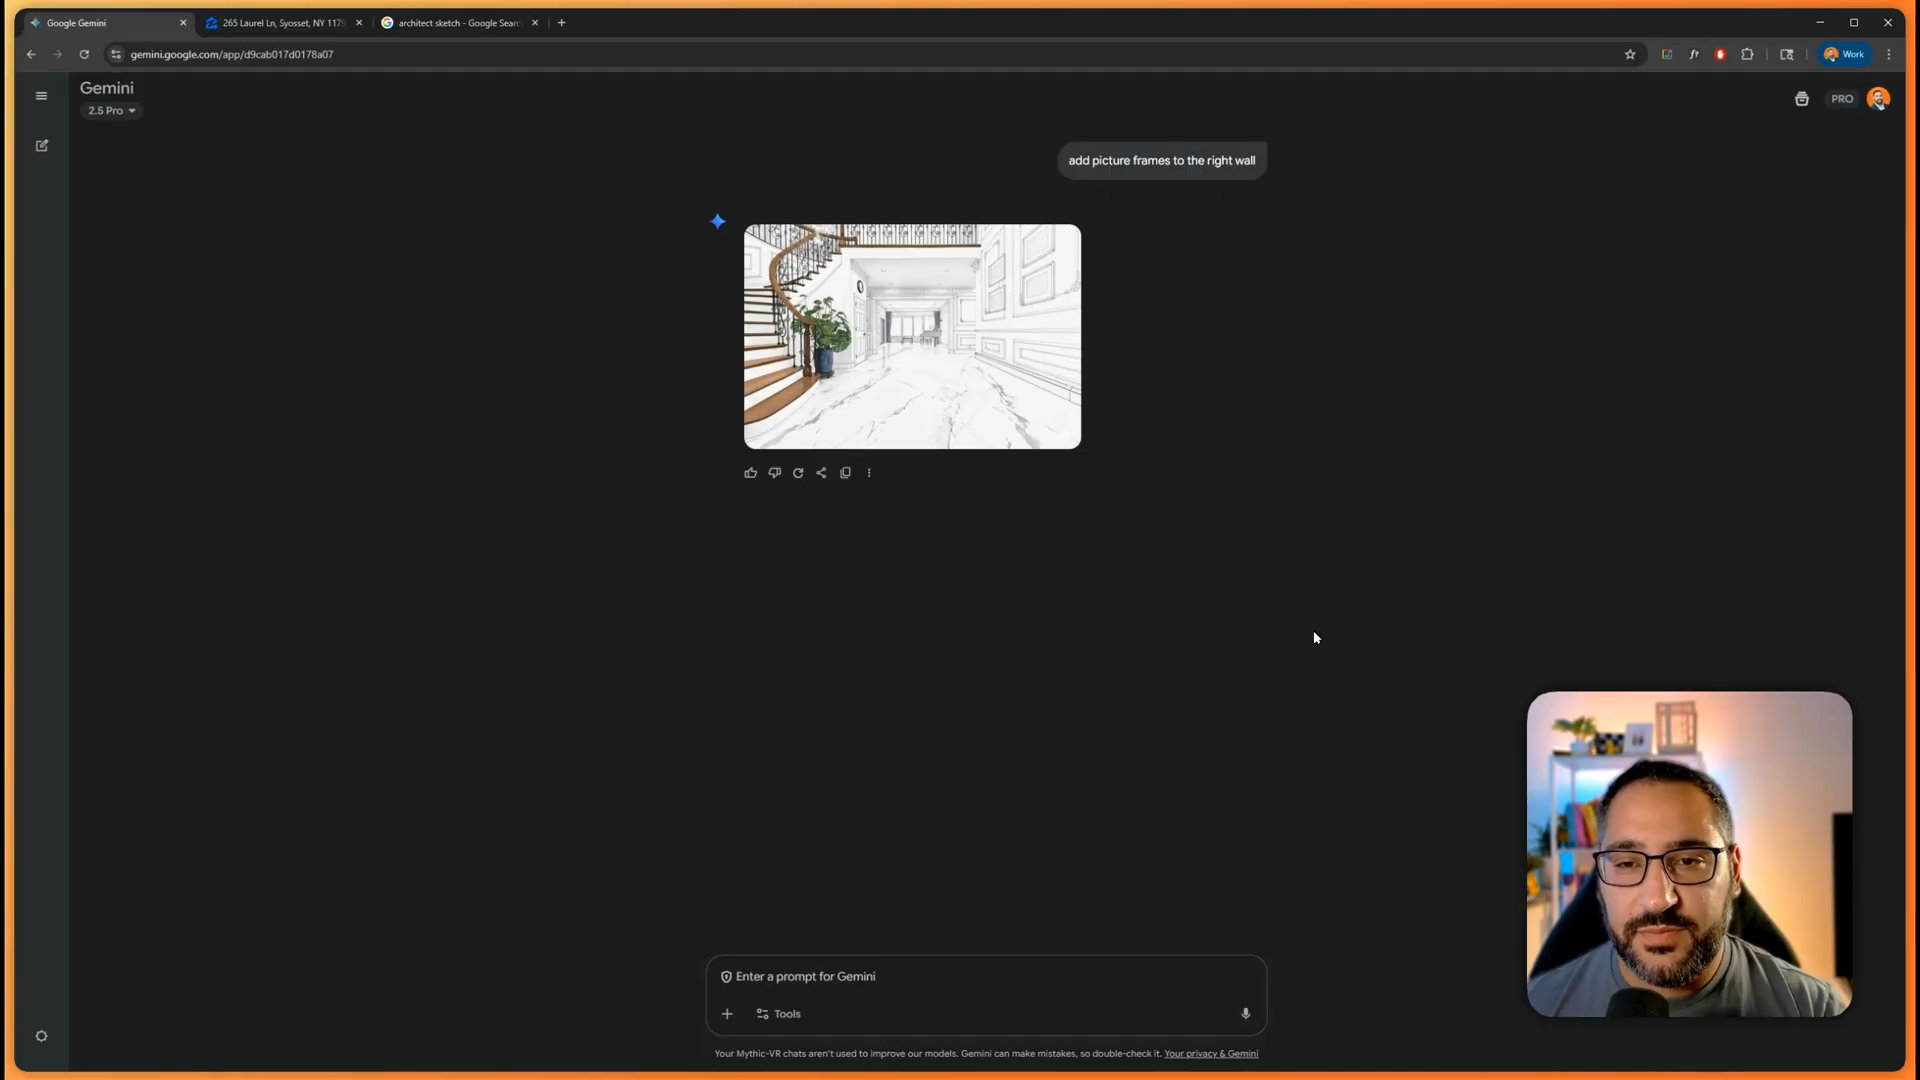 Google Gemini
265 Laurel Ln, Syosset, NY 1179
architect sketch - Google Searc
gemini.google.com/app/d9cab017d0178a07
Work
Gemini
2.5 Pro
PRO
add picture frames to the right wall
Enter a prompt for Gemini
Tools
Your Mythic-VR chats aren't used to improve our models. Gemini can make mistakes, so double-check it. Your privacy & Gemini